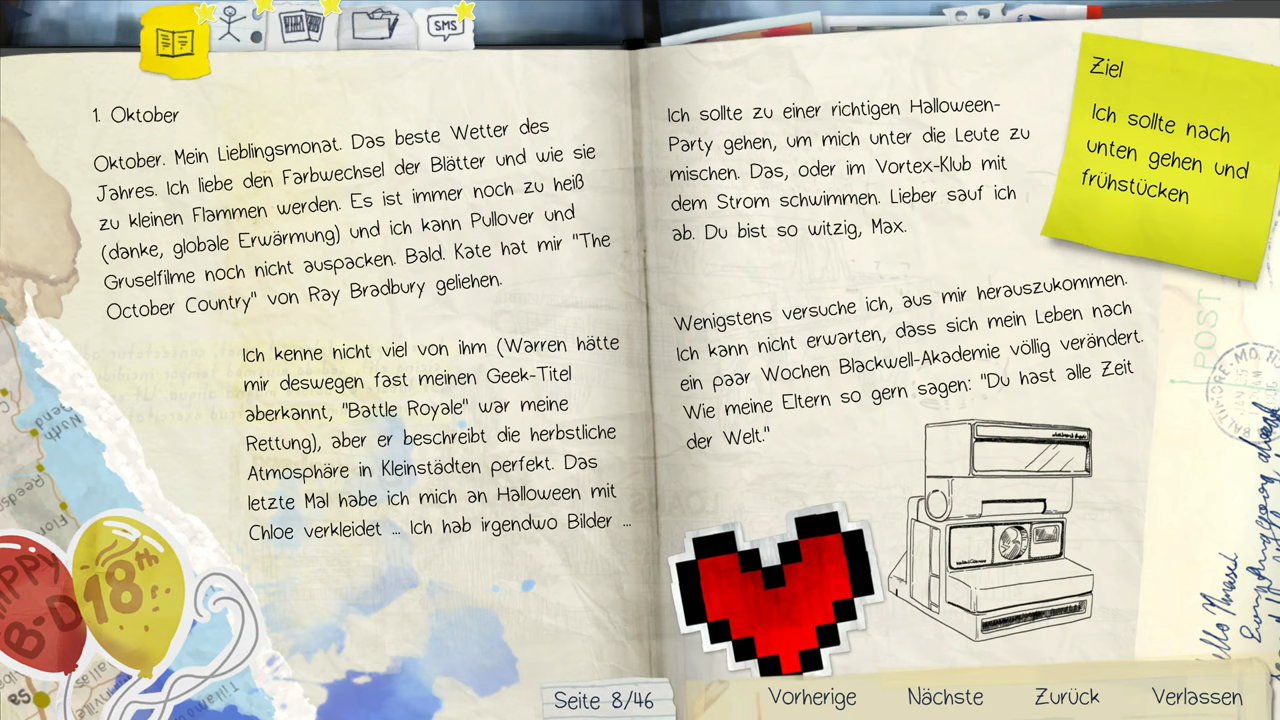 SMS
1. Oktober
Oktober. Mein Lieblingsmonat. Das beste Wetter des
Jahres. Ich liebe den Farbwechsel der Blätter und wie sie
zu kleinen Flammen werden. Es ist immer noch zu heiß
(danke, globale Erwärmung) und ich kann Pullover und
Gruselfilme noch nicht auspacken. Bald. Kate hat mir "The
October Country" von Ray Bradbury geliehen.
Ich kenne nicht viel von ihm (Warren hätte
mir deswegen fast meinen Geek-Titel
aberkannt, "Battle Royale" war meine
Rettung), aber er beschreibt die herbstliche
Atmosphäre in Kleinstädten perfekt. Das
letzte Mal habe ich mich an Halloween mit
Chloe verkleidet ... Ich hab irgendwo Bilder ...
Ich sollte zu einer richtigen Halloween-
Party gehen, um mich unter die Leute zu
mischen. Das, oder im Vortex-Klub mit
dem Strom schwimmen. Lieber sauf ich
ab. Du bist so witzig, Max.
Wenigstens versuche ich, aus mir herauszukommen.
Ich kann nicht erwarten, dass sich mein Leben nach
ein paar Wochen Blackwell-Akademie völlig verändert.
Wie meine Eltern so gern sagen: "Du hast alle Zeit
der Welt."
Ziel
Ich sollte nach
unten gehen und
frühstücken
POST
North
Bend
B-D
18th
Seite 8/46
Vorherige
Nächste
Zurück
Verlassen